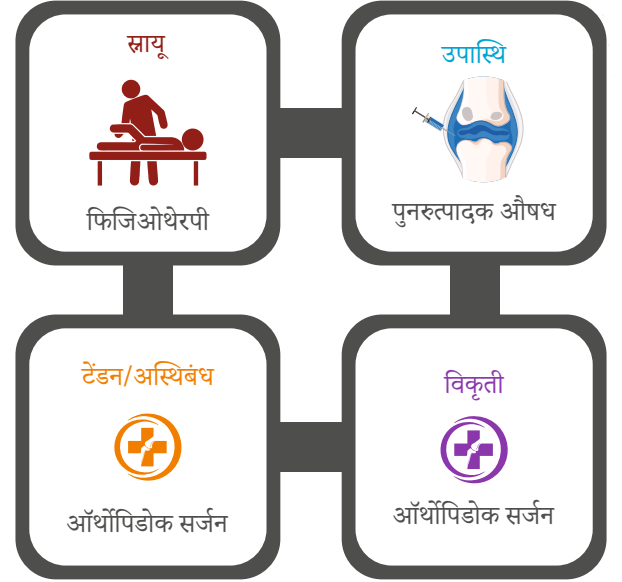 स्नायू
फिजिओथेरपी
उपास्थि
पुनरुत्पादक औषध
टेंडन/अस्थिबंध
ऑर्थोपिडोक सर्जन
विकृती
ऑर्थोपिडोक सर्जन